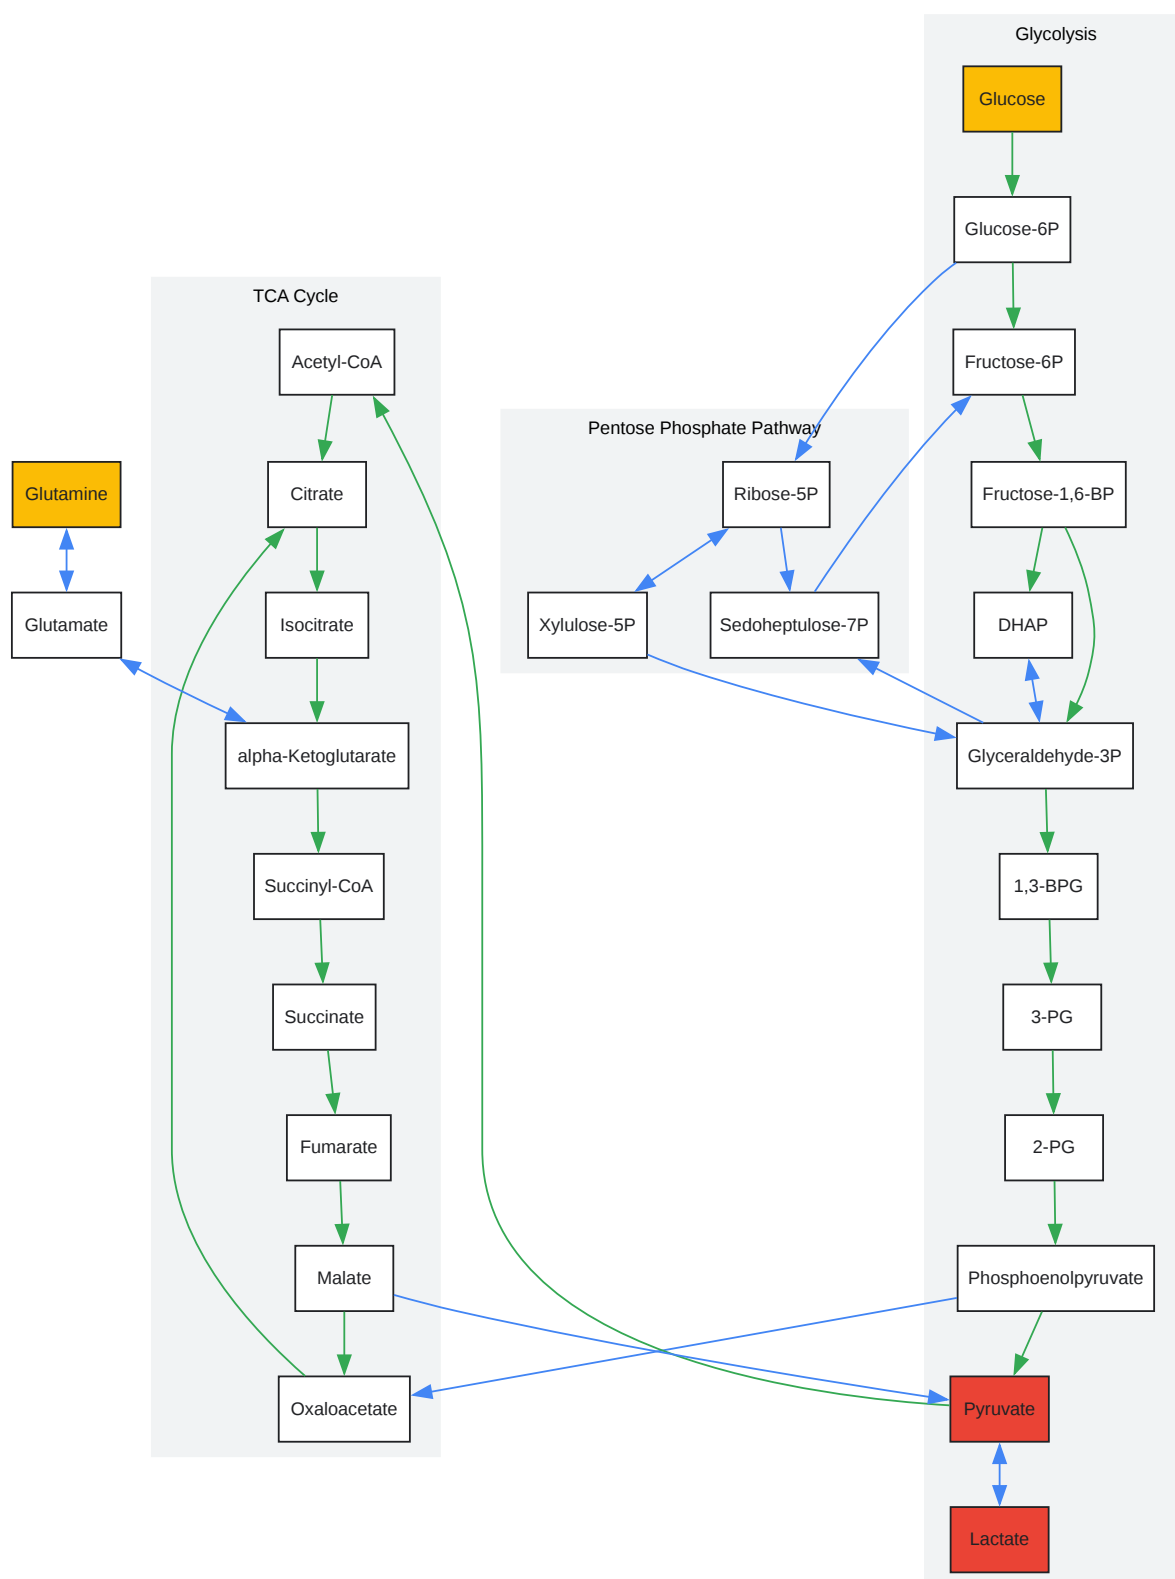 Glycolysis
Glucose
Glucose-6P
Fructose-6P
Fructose-1,6-BP
DHAP
Glyceraldehyde-3P
1,3-BPG
3-PG
2-PG
Phosphoenolpyruvate
Pyruvate
Lactate
Pentose Phosphate Pathway
Ribose-5P
Xylulose-5P
Sedoheptulose-7P
TCA Cycle
Acetyl-CoA
Citrate
Isocitrate
alpha-Ketoglutarate
Succinyl-CoA
Succinate
Fumarate
Malate
Oxaloacetate
Glutamine
Glutamate